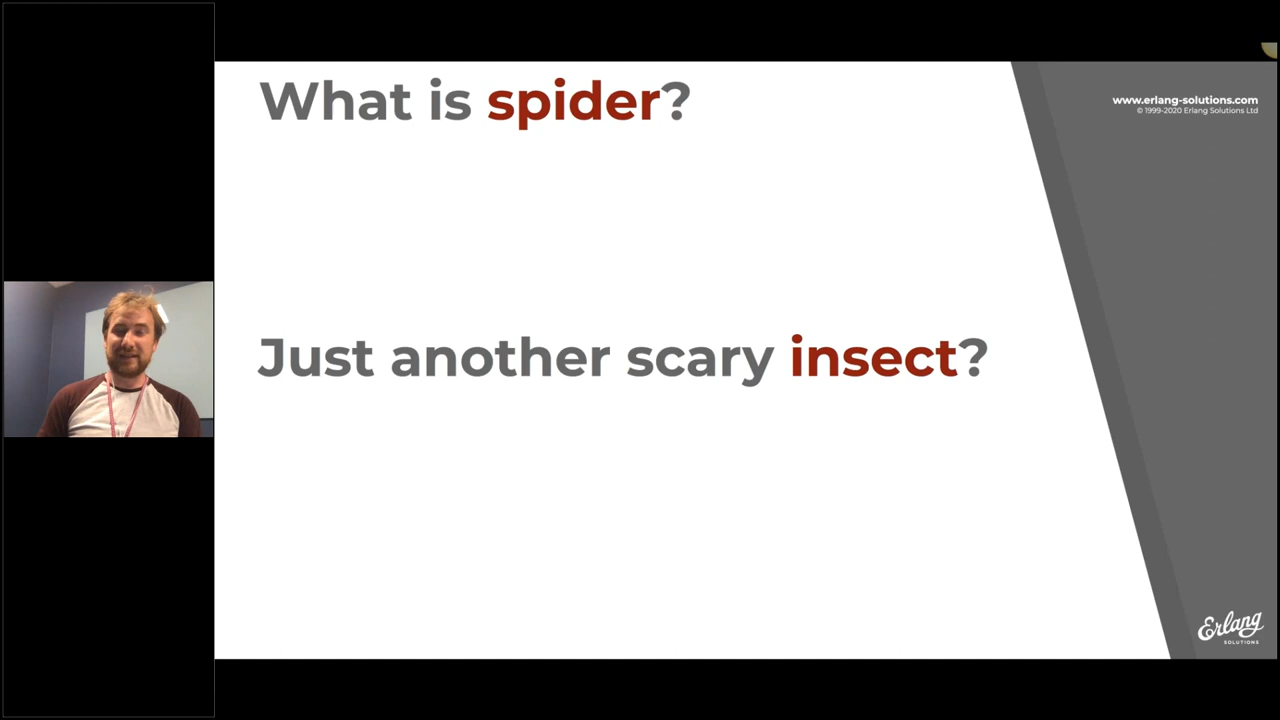 What is spider?
www.erlang-solutions.com
© 1999-2020 Erlang Solutions Ltd
Just another scary insect?
Erlang
SOLUTIONS